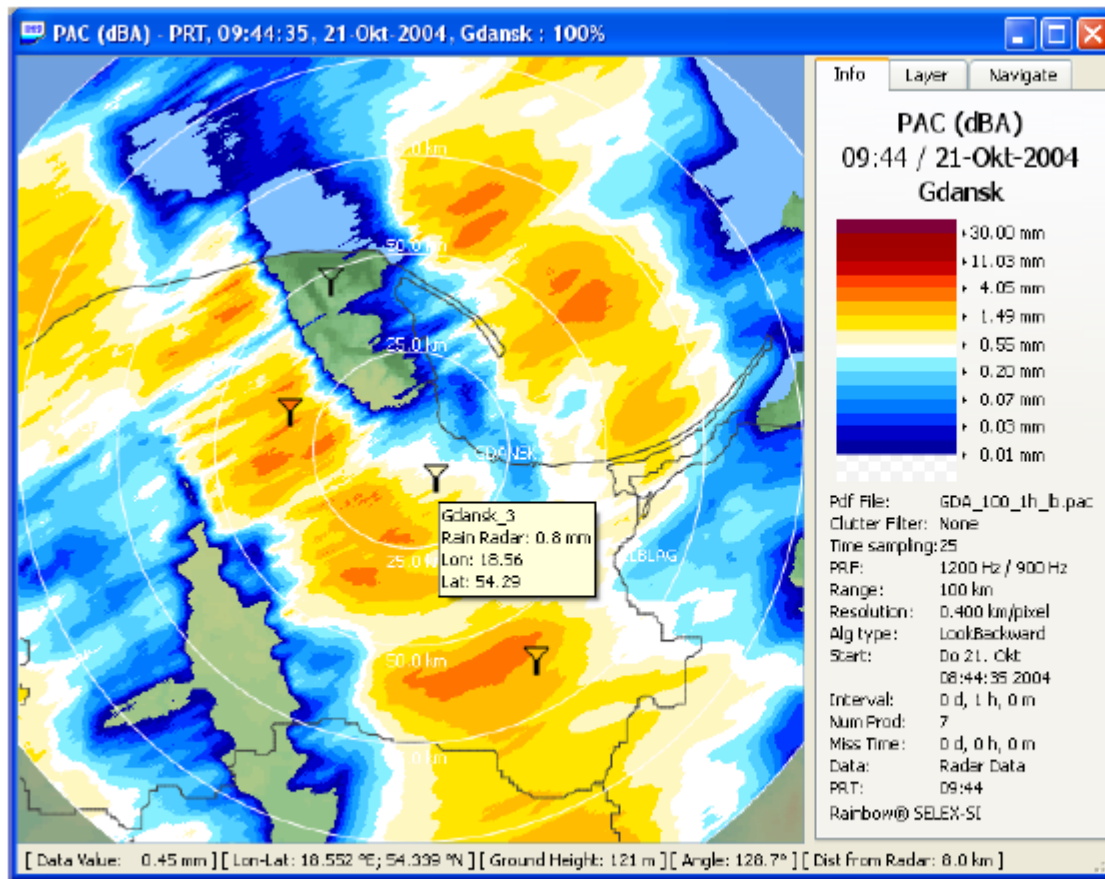 PAC (dBA) - PRT, 09:44:35, 21-Okt-2004, Gdansk : 100%
Info
Layer
Navigate
PAC (dBA)
09:44 / 21-Okt-2004
Gdansk
30.00 mm
11.03 mm
4.05 mm
1.49 mm
0.55 mm
0.20 mm
0.07 mm
0.03 mm
0.01 mm
50.0 km
25.0 km
GDANSK
Gdansk_3
Rain Radar: 0.8 mm
Lon: 18.56
Lat: 54.29
25.0
ELBLAG
50.0 km
Pdf File: GDA_100_1h_lb.pac
Clutter Filter: None
Time sampling: 25
PRF: 1200 Hz / 900 Hz
Range: 100 km
Resolution: 0.400 km/pixel
Alg type: LookBackward
Start: Do 21. Okt
08:44:35 2004
Interval: 0 d, 1 h, 0 m
Num Prod: 7
Miss Time: 0 d, 0 h, 0 m
Data: Radar Data
PRT: 09:44
Rainbow® SELEX-SI
[ Data Value: 0.45 mm ] [ Lon-Lat: 18.552 °E; 54.339 °N ] [ Ground Height: 121 m ] [ Angle: 128.7° ] [ Dist from Radar: 8.0 km ]